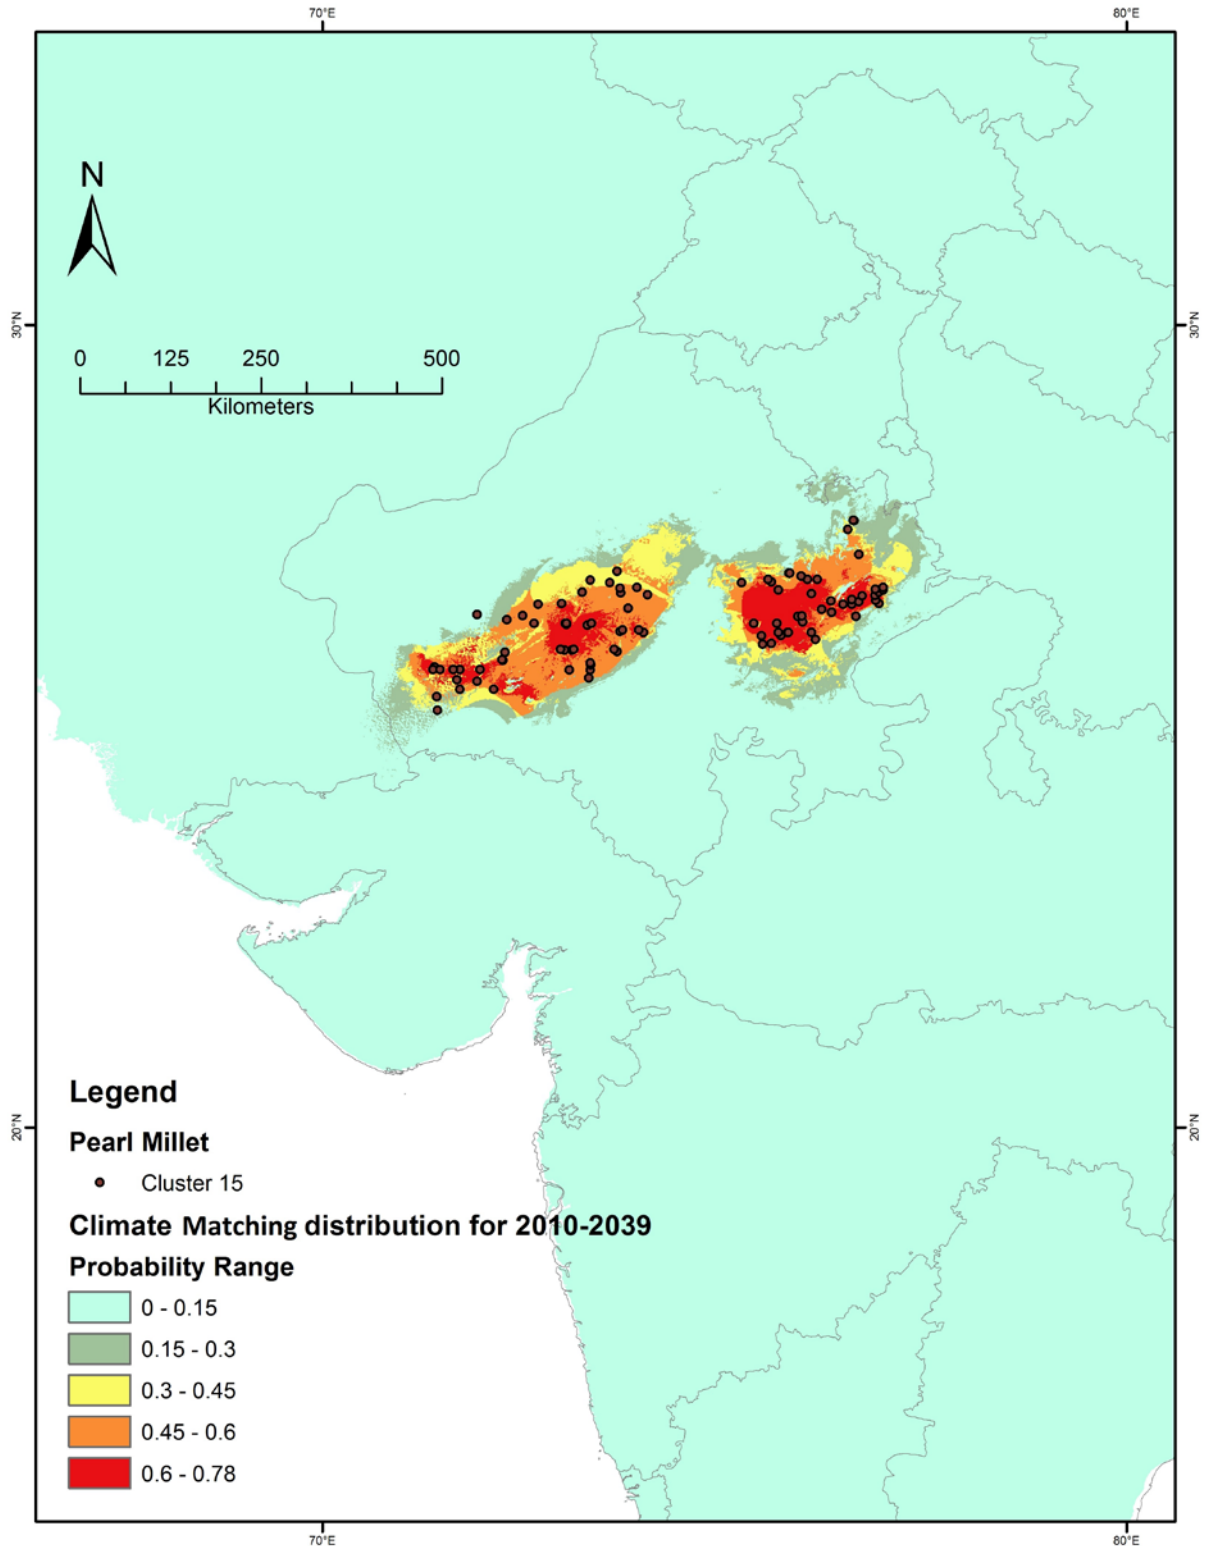 70°E 80°E
N
30°N 30°N
0 125 250 500
Kilometers
20°N 20°N
Legend
Pearl Millet
Cluster 15
Climate Matching distribution for 2010-2039
Probability Range
0 - 0.15
0.15 - 0.3
0.3 - 0.45
0.45 - 0.6
0.6 - 0.78
70°E 80°E